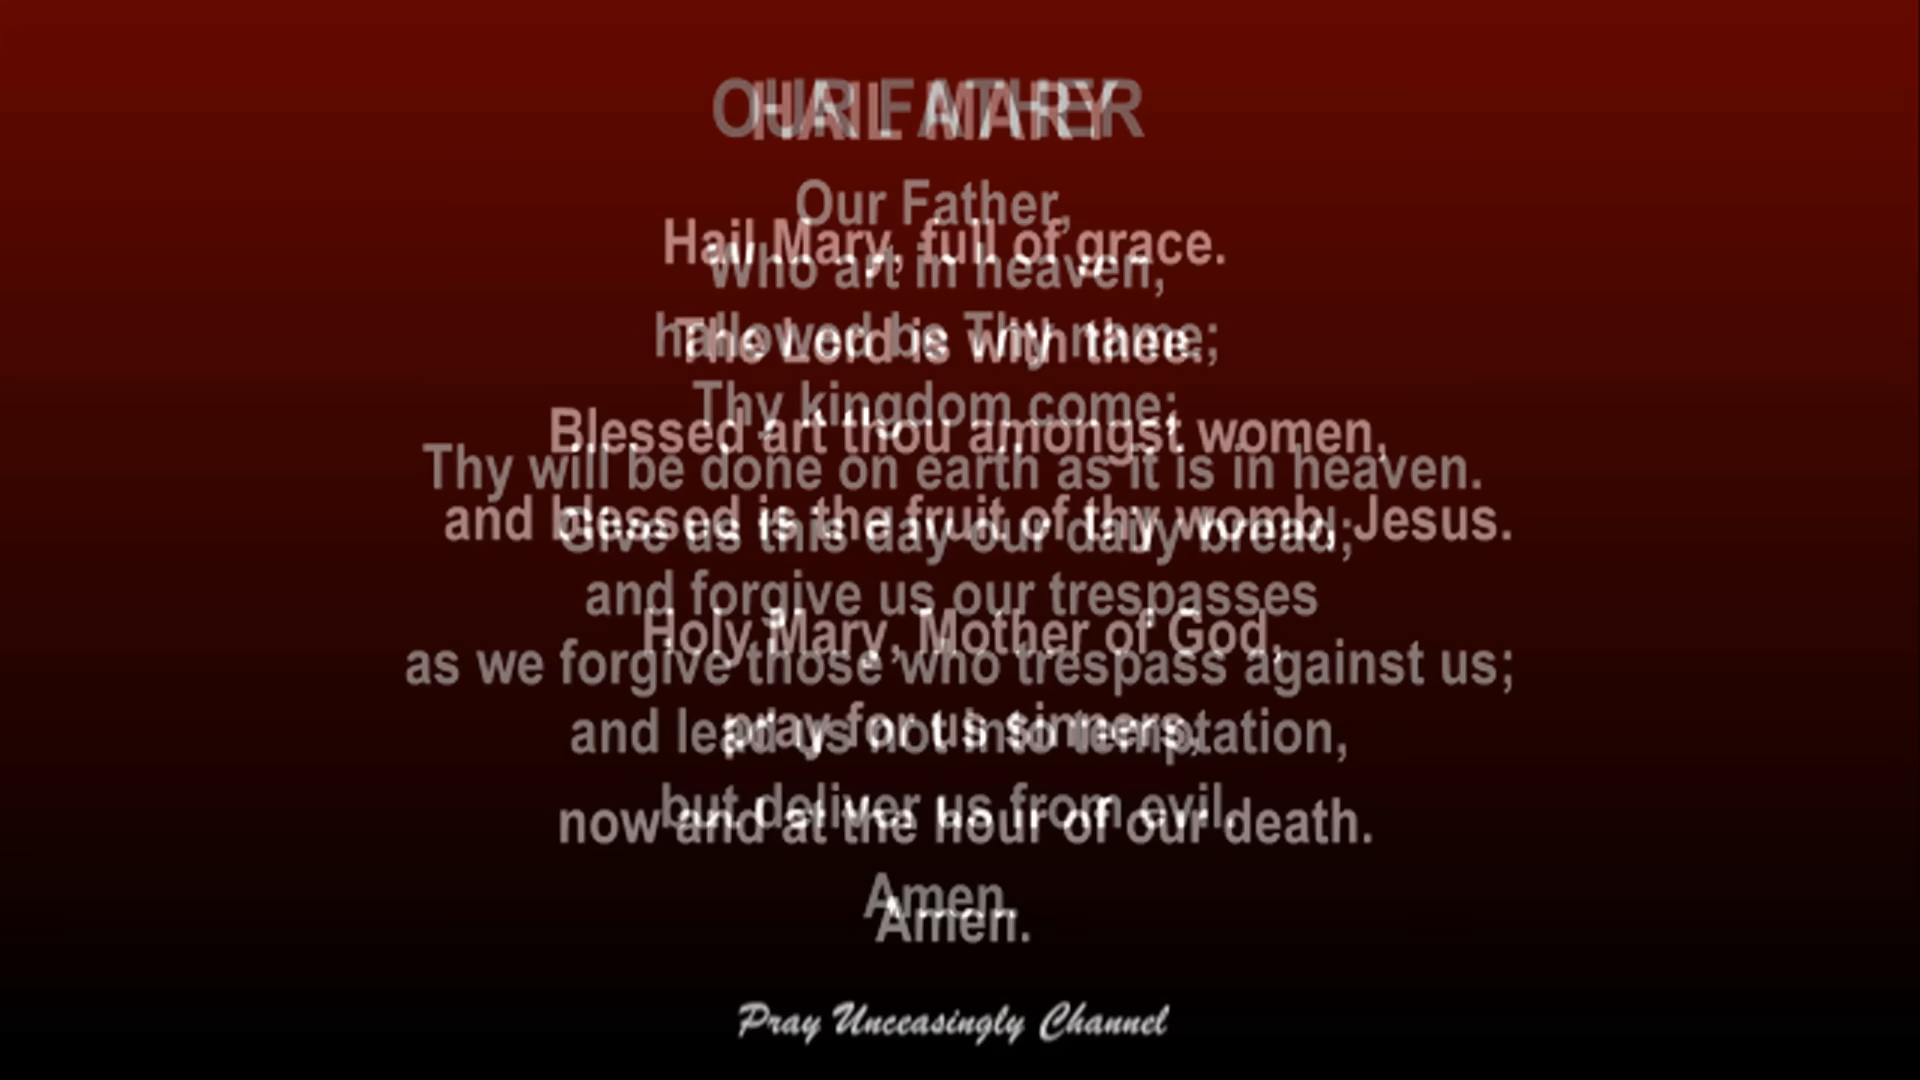 OUR FATHER
HAIL MARY
Our Father,
Hail Mary, full of grace.
Who art in heaven,
hallowed be Thy name;
The Lord is with thee.
Thy kingdom come;
Blessed art thou amongst women,
Thy will be done on earth as it is in heaven.
and blessed is the fruit of thy womb, Jesus.
Give us this day our daily bread;
and forgive us our trespasses
Holy Mary, Mother of God,
as we forgive those who trespass against us;
pray for us sinners,
and lead us not into temptation,
but deliver us from evil.
now and at the hour of our death.
Amen.
Amen.
Pray Unceasingly Channel